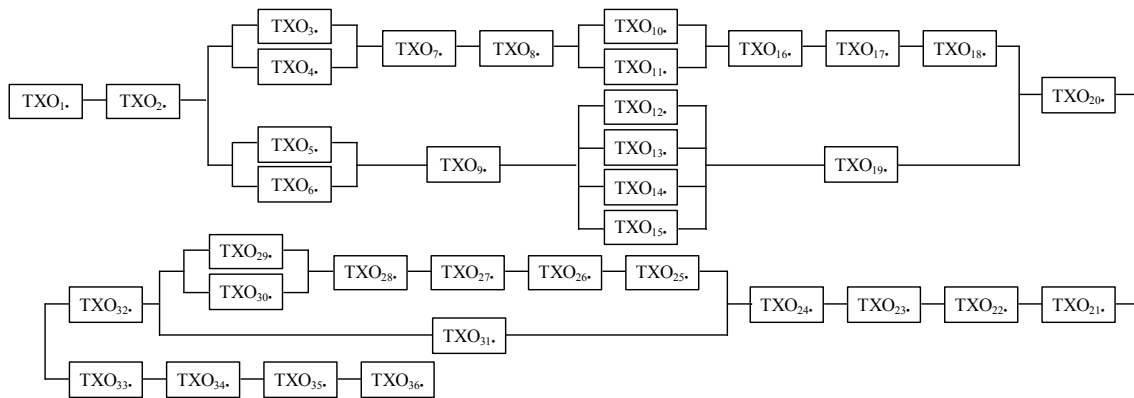 TXO₃. TXO₁₀.
TXO₇. TXO₈. TXO₁₆. TXO₁₇. TXO₁₈.
TXO₄. TXO₁₁.
TXO₁. TXO₂. TXO₂₀.
TXO₁₂.
TXO₅. TXO₁₃.
TXO₉. TXO₁₉.
TXO₆. TXO₁₄.
TXO₁₅.
TXO₂₉.
TXO₂₈. TXO₂₇. TXO₂₆. TXO₂₅.
TXO₃₀.
TXO₃₂. TXO₂₄. TXO₂₃. TXO₂₂. TXO₂₁.
TXO₃₁.
TXO₃₃. TXO₃₄. TXO₃₅. TXO₃₆.